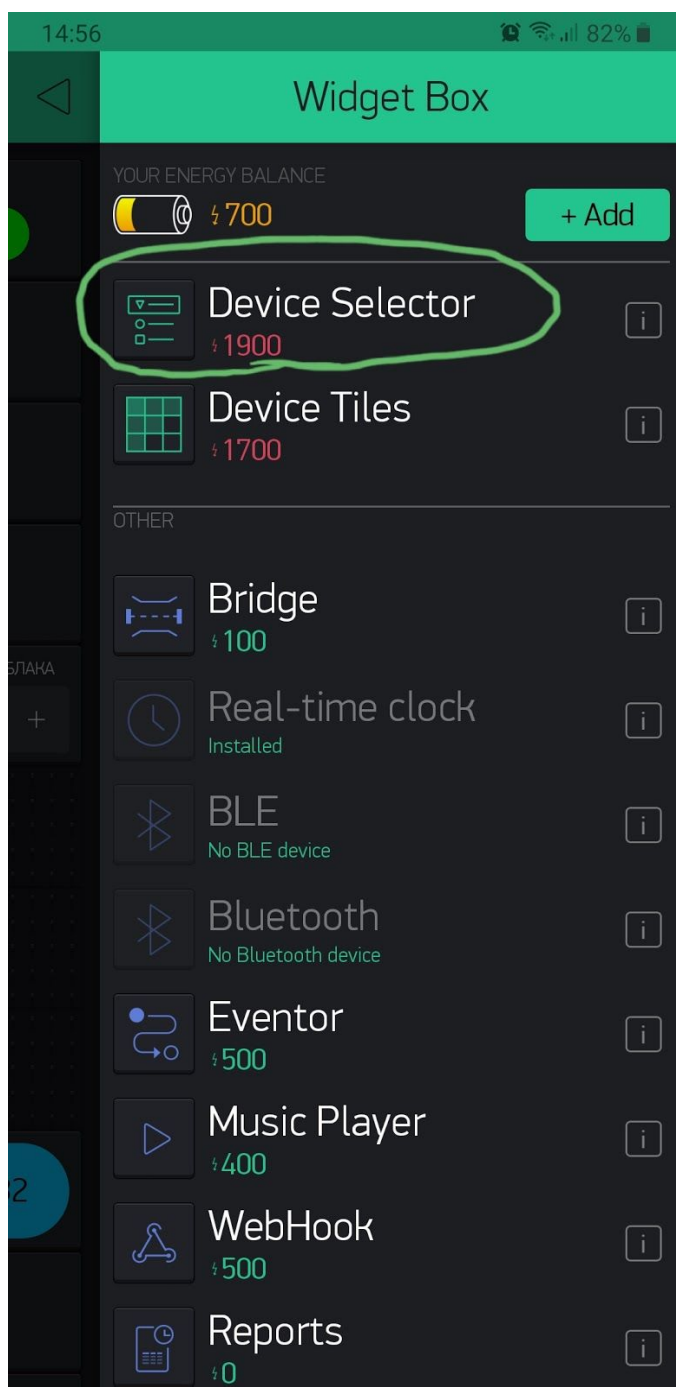 14:56
82%
Widget Box
YOUR ENERGY BALANCE
700
+ Add
Device Selector
1900
Device Tiles
1700
OTHER
Bridge
100
БЛАКА
+
Real-time clock
Installed
BLE
No BLE device
Bluetooth
No Bluetooth device
Eventor
500
Music Player
400
WebHook
500
Reports
0